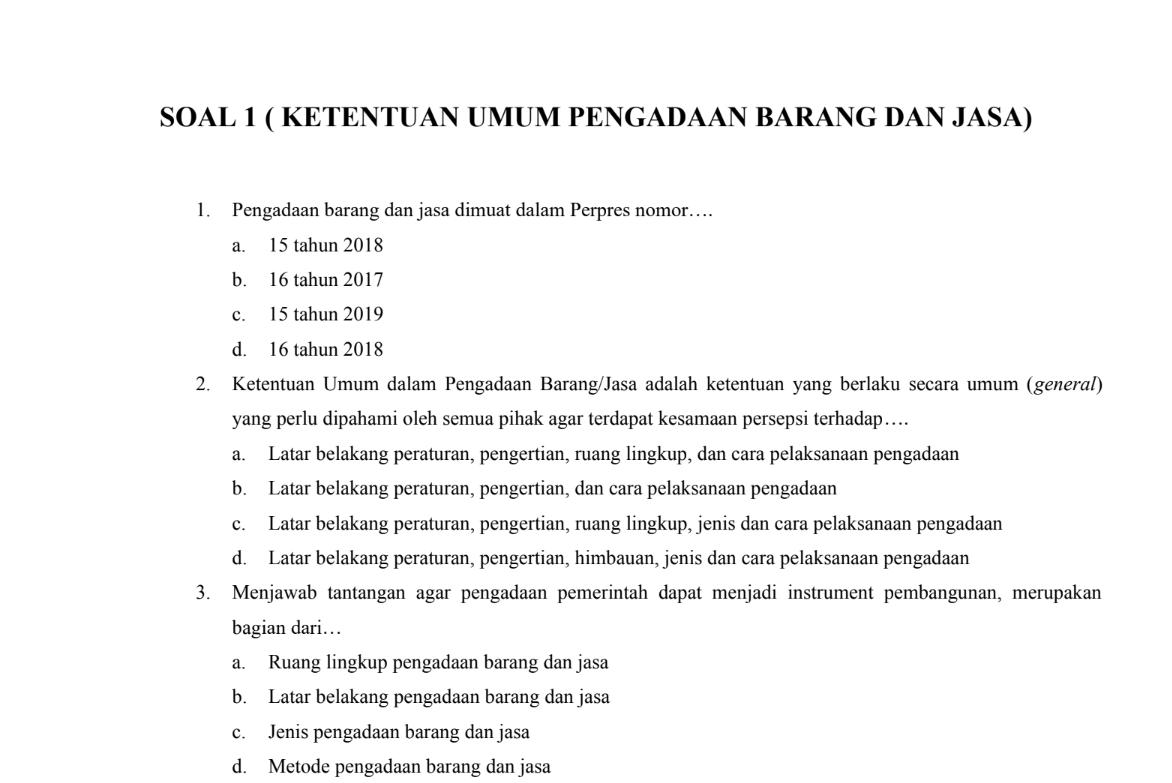 SOAL 1 ( KETENTUAN UMUM PENGADAAN BARANG DAN JASA)
1. Pengadaan barang dan jasa dimuat dalam Perpres nomor….
a. 15 tahun 2018
b. 16 tahun 2017
c. 15 tahun 2019
d. 16 tahun 2018
2. Ketentuan Umum dalam Pengadaan Barang/Jasa adalah ketentuan yang berlaku secara umum (general)
yang perlu dipahami oleh semua pihak agar terdapat kesamaan persepsi terhadap….
a. Latar belakang peraturan, pengertian, ruang lingkup, dan cara pelaksanaan pengadaan
b. Latar belakang peraturan, pengertian, dan cara pelaksanaan pengadaan
c. Latar belakang peraturan, pengertian, ruang lingkup, jenis dan cara pelaksanaan pengadaan
d. Latar belakang peraturan, pengertian, himbauan, jenis dan cara pelaksanaan pengadaan
3. Menjawab tantangan agar pengadaan pemerintah dapat menjadi instrument pembangunan, merupakan
bagian dari…
a. Ruang lingkup pengadaan barang dan jasa
b. Latar belakang pengadaan barang dan jasa
c. Jenis pengadaan barang dan jasa
d. Metode pengadaan barang dan jasa